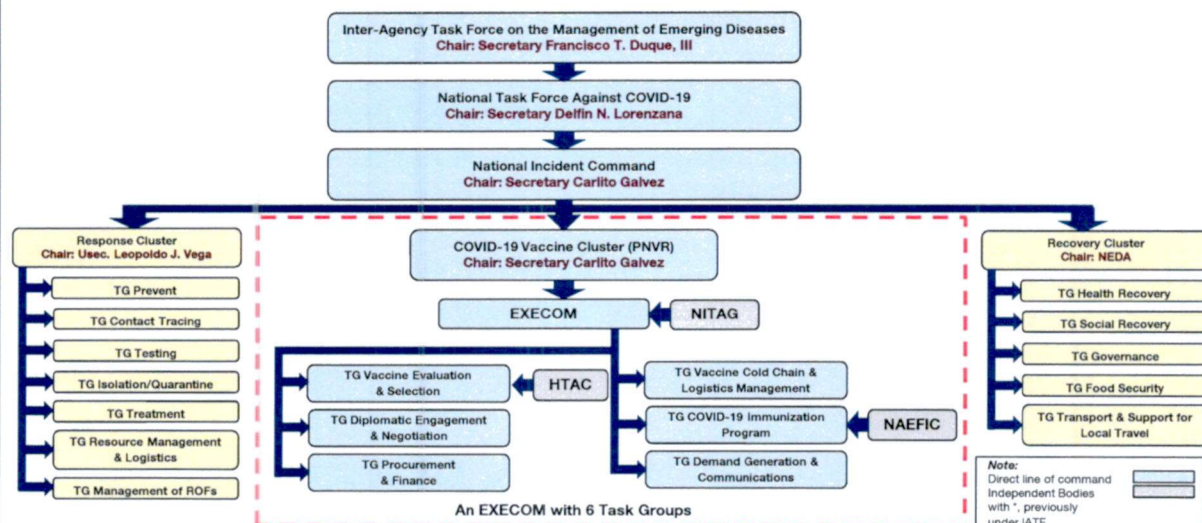 Inter-Agency Task Force on the Management of Emerging Diseases
Chair: Secretary Francisco T. Duque, III
National Task Force Against COVID-19
Chair: Secretary Delfin N. Lorenzana
National Incident Command
Chair: Secretary Carlito Galvez
Response Cluster
Chair: Usec. Leopoldo J. Vega
TG Prevent
TG Contact Tracing
TG Testing
TG Isolation/Quarantine
TG Treatment
TG Resource Management
& Logistics
TG Management of ROFs
COVID-19 Vaccine Cluster (PNVR)
Chair: Secretary Carlito Galvez
EXECOM
NITAG
TG Vaccine Evaluation
& Selection
HTAC
TG Diplomatic Engagement
& Negotiation
TG Procurement
& Finance
TG Vaccine Cold Chain &
Logistics Management
TG COVID-19 Immunization
Program
NAEFIC
TG Demand Generation &
Communications
An EXECOM with 6 Task Groups
Recovery Cluster
Chair: NEDA
TG Health Recovery
TG Social Recovery
TG Governance
TG Food Security
TG Transport & Support for
Local Travel
Note:
Direct line of command
Independent Bodies
with *, previously
under IATF